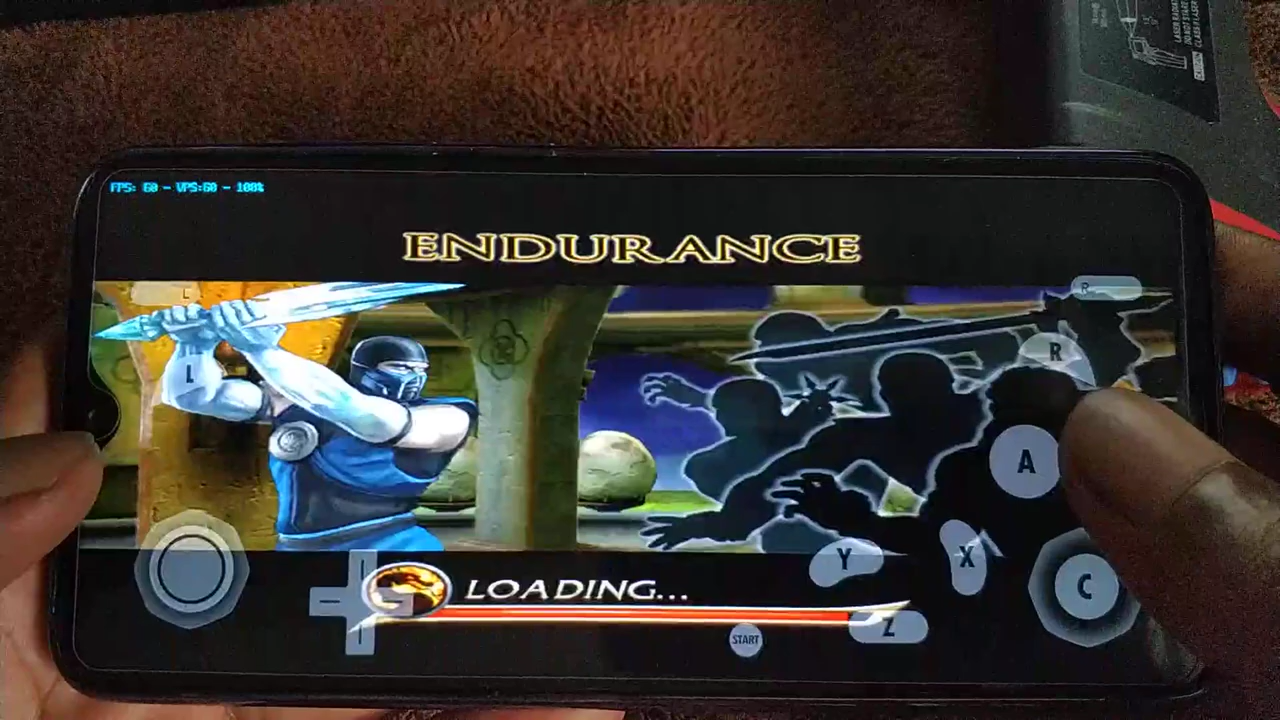 FPS: 60 - VPS:60 - 100%
ENDURANCE
L
R
R
L
A
Y
X
C
LOADING...
Z
START